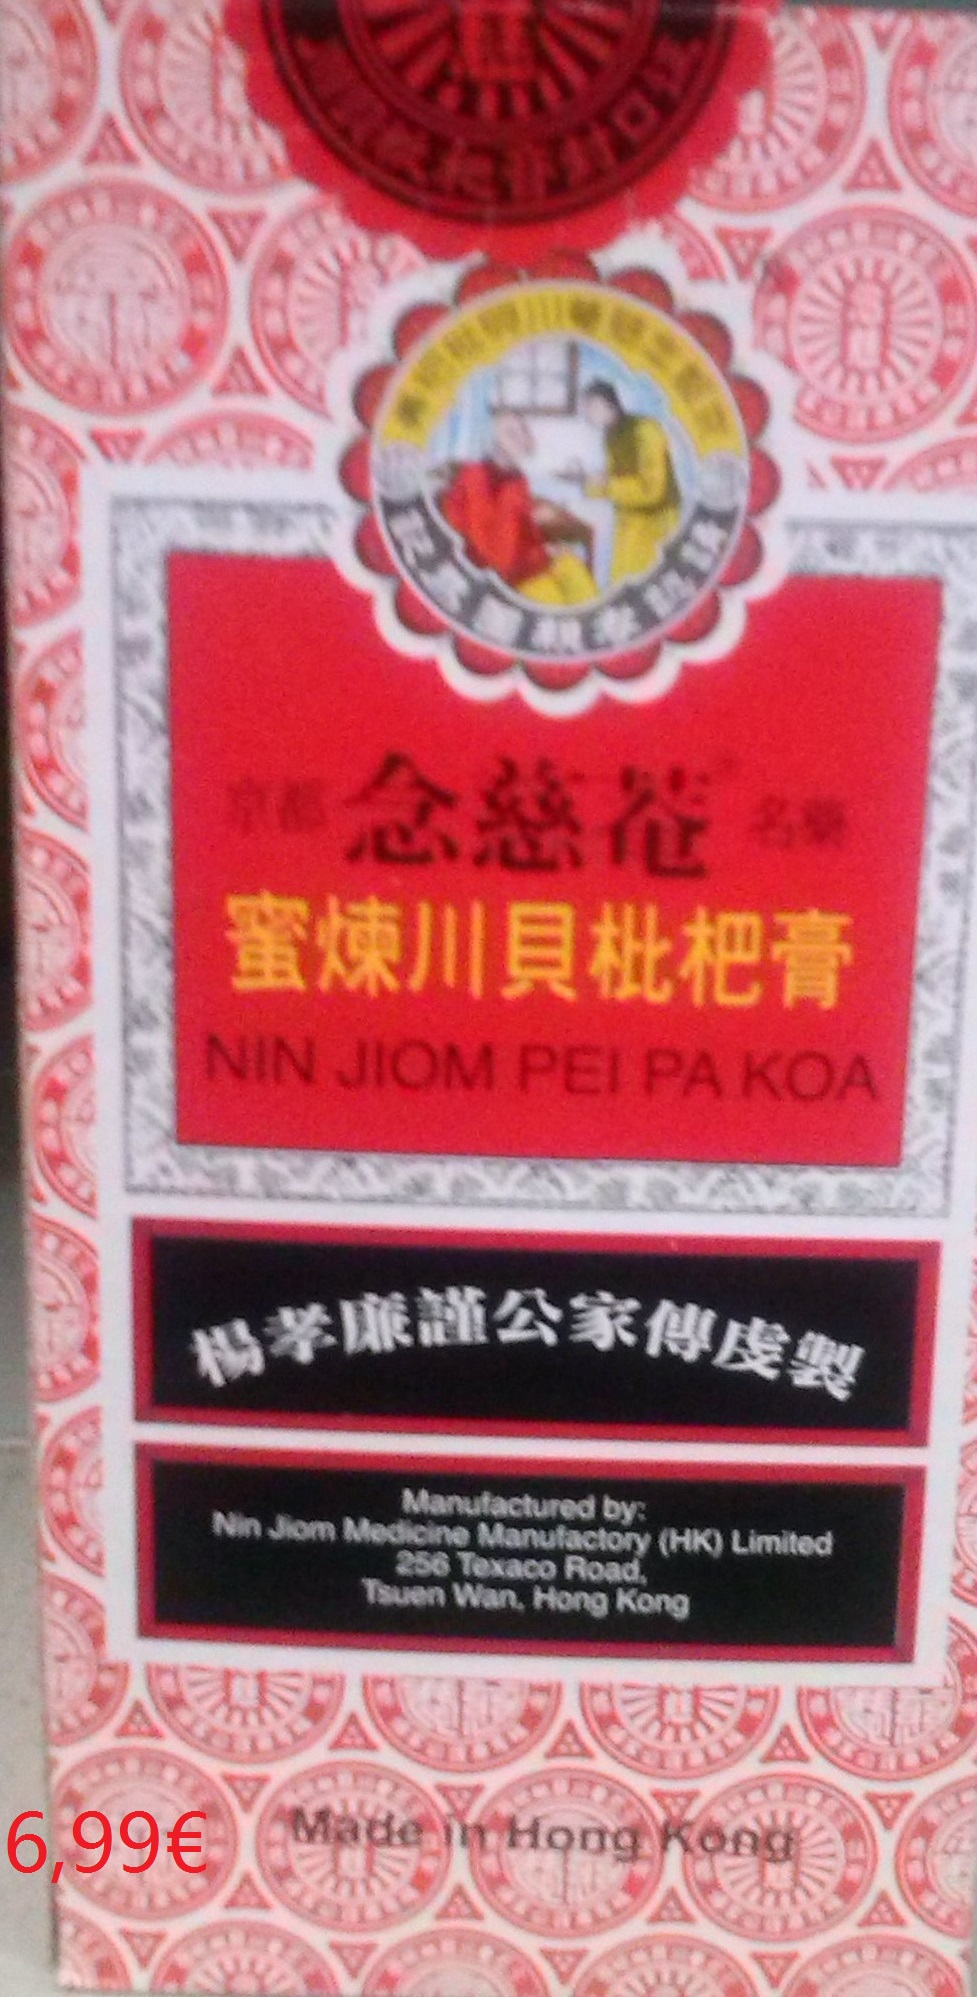 京都 念慈菴 名藥
蜜煉川貝枇杷膏
NIN JIOM PEI PA KOA
楊孝廉謹公家傳虔製
Manufactured by:
Nin Jiom Medicine Manufactory (HK) Limited
256 Texaco Road,
Tsuen Wan, Hong Kong
6,99€
Made in Hong Kong